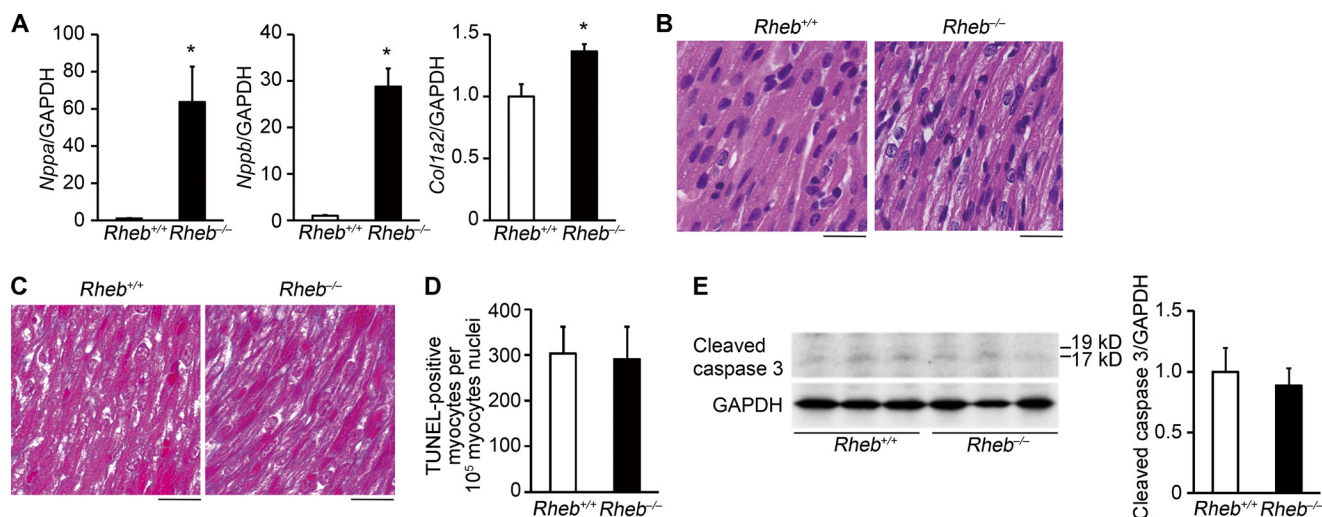 A
Nppa/GAPDH
100
80
60
40
20
0
*
Rheb+/+ Rheb–/–
Nppb/GAPDH
40
30
20
10
0
*
Rheb+/+ Rheb–/–
Col1a2/GAPDH
1.5
1.0
0.5
0
*
Rheb+/+ Rheb–/–
B
Rheb+/+
Rheb–/–
C
Rheb+/+
Rheb–/–
D
TUNEL-positive
myocytes per
10⁵ myocytes nuclei
400
300
200
100
0
Rheb+/+ Rheb–/–
E
Cleaved
caspase 3
19 kD
17 kD
GAPDH
Rheb+/+
Rheb–/–
Cleaved caspase 3/GAPDH
1.5
1.0
0.5
0
Rheb+/+ Rheb–/–